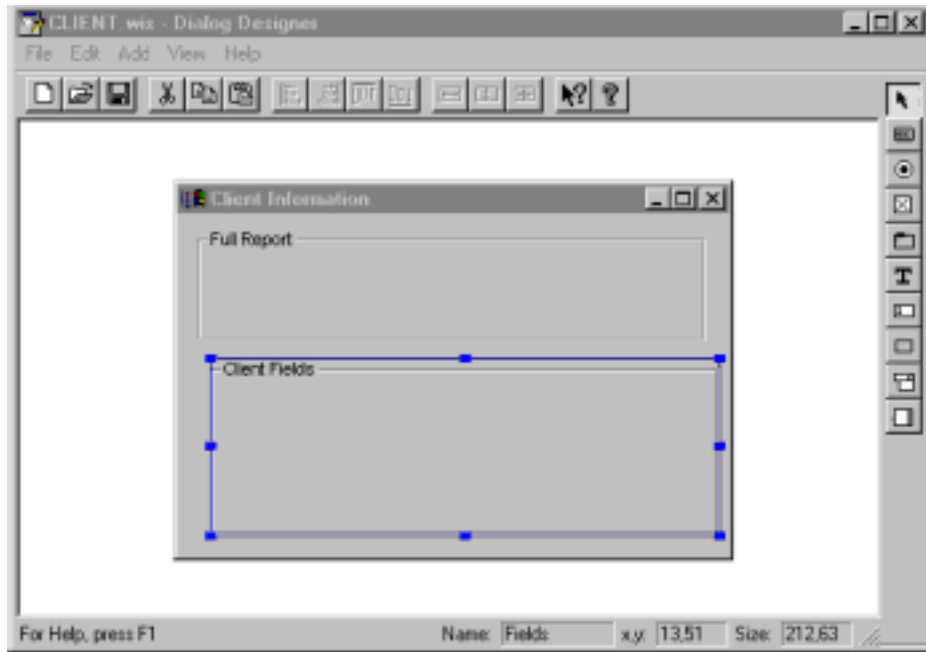 CLIENT.wix - Dialog Designer
File Edit Add View Help
Client Information
Full Report
Client Fields
For Help, press F1 Name: Fields x,y: 13,51 Size: 212,63